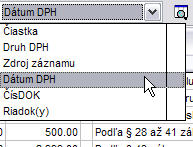 Dátum DPH
Čiastka
Druh DPH
Zdroj záznamu
Dátum DPH
ČísDOK
Riadok(y)
500.00 Podľa § 28 až 41 zá